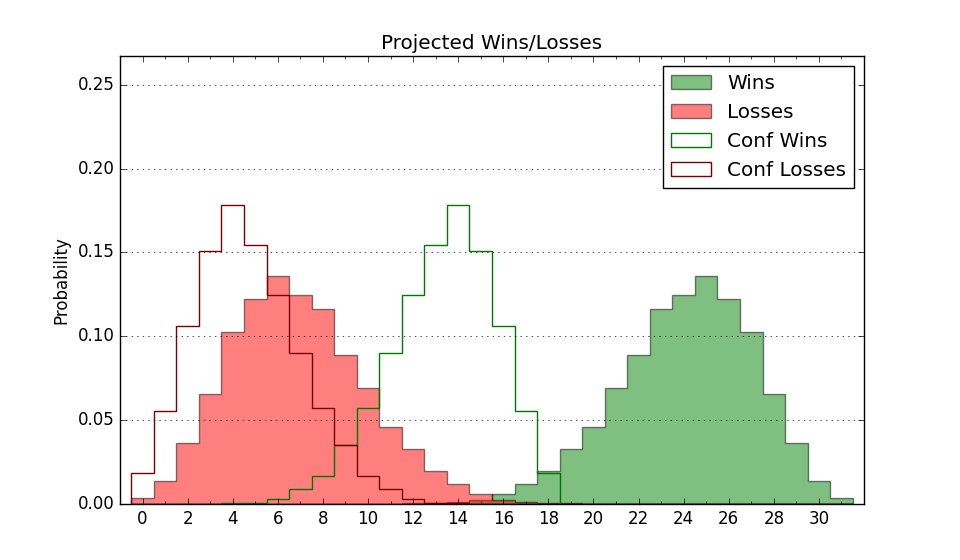 Projected Wins/Losses
0.25
0.20
0.15
0.10
0.05
0.00
Probability
Wins
Losses
Conf Wins
Conf Losses
0 2 4 6 8 10 12 14 16 18 20 22 24 26 28 30